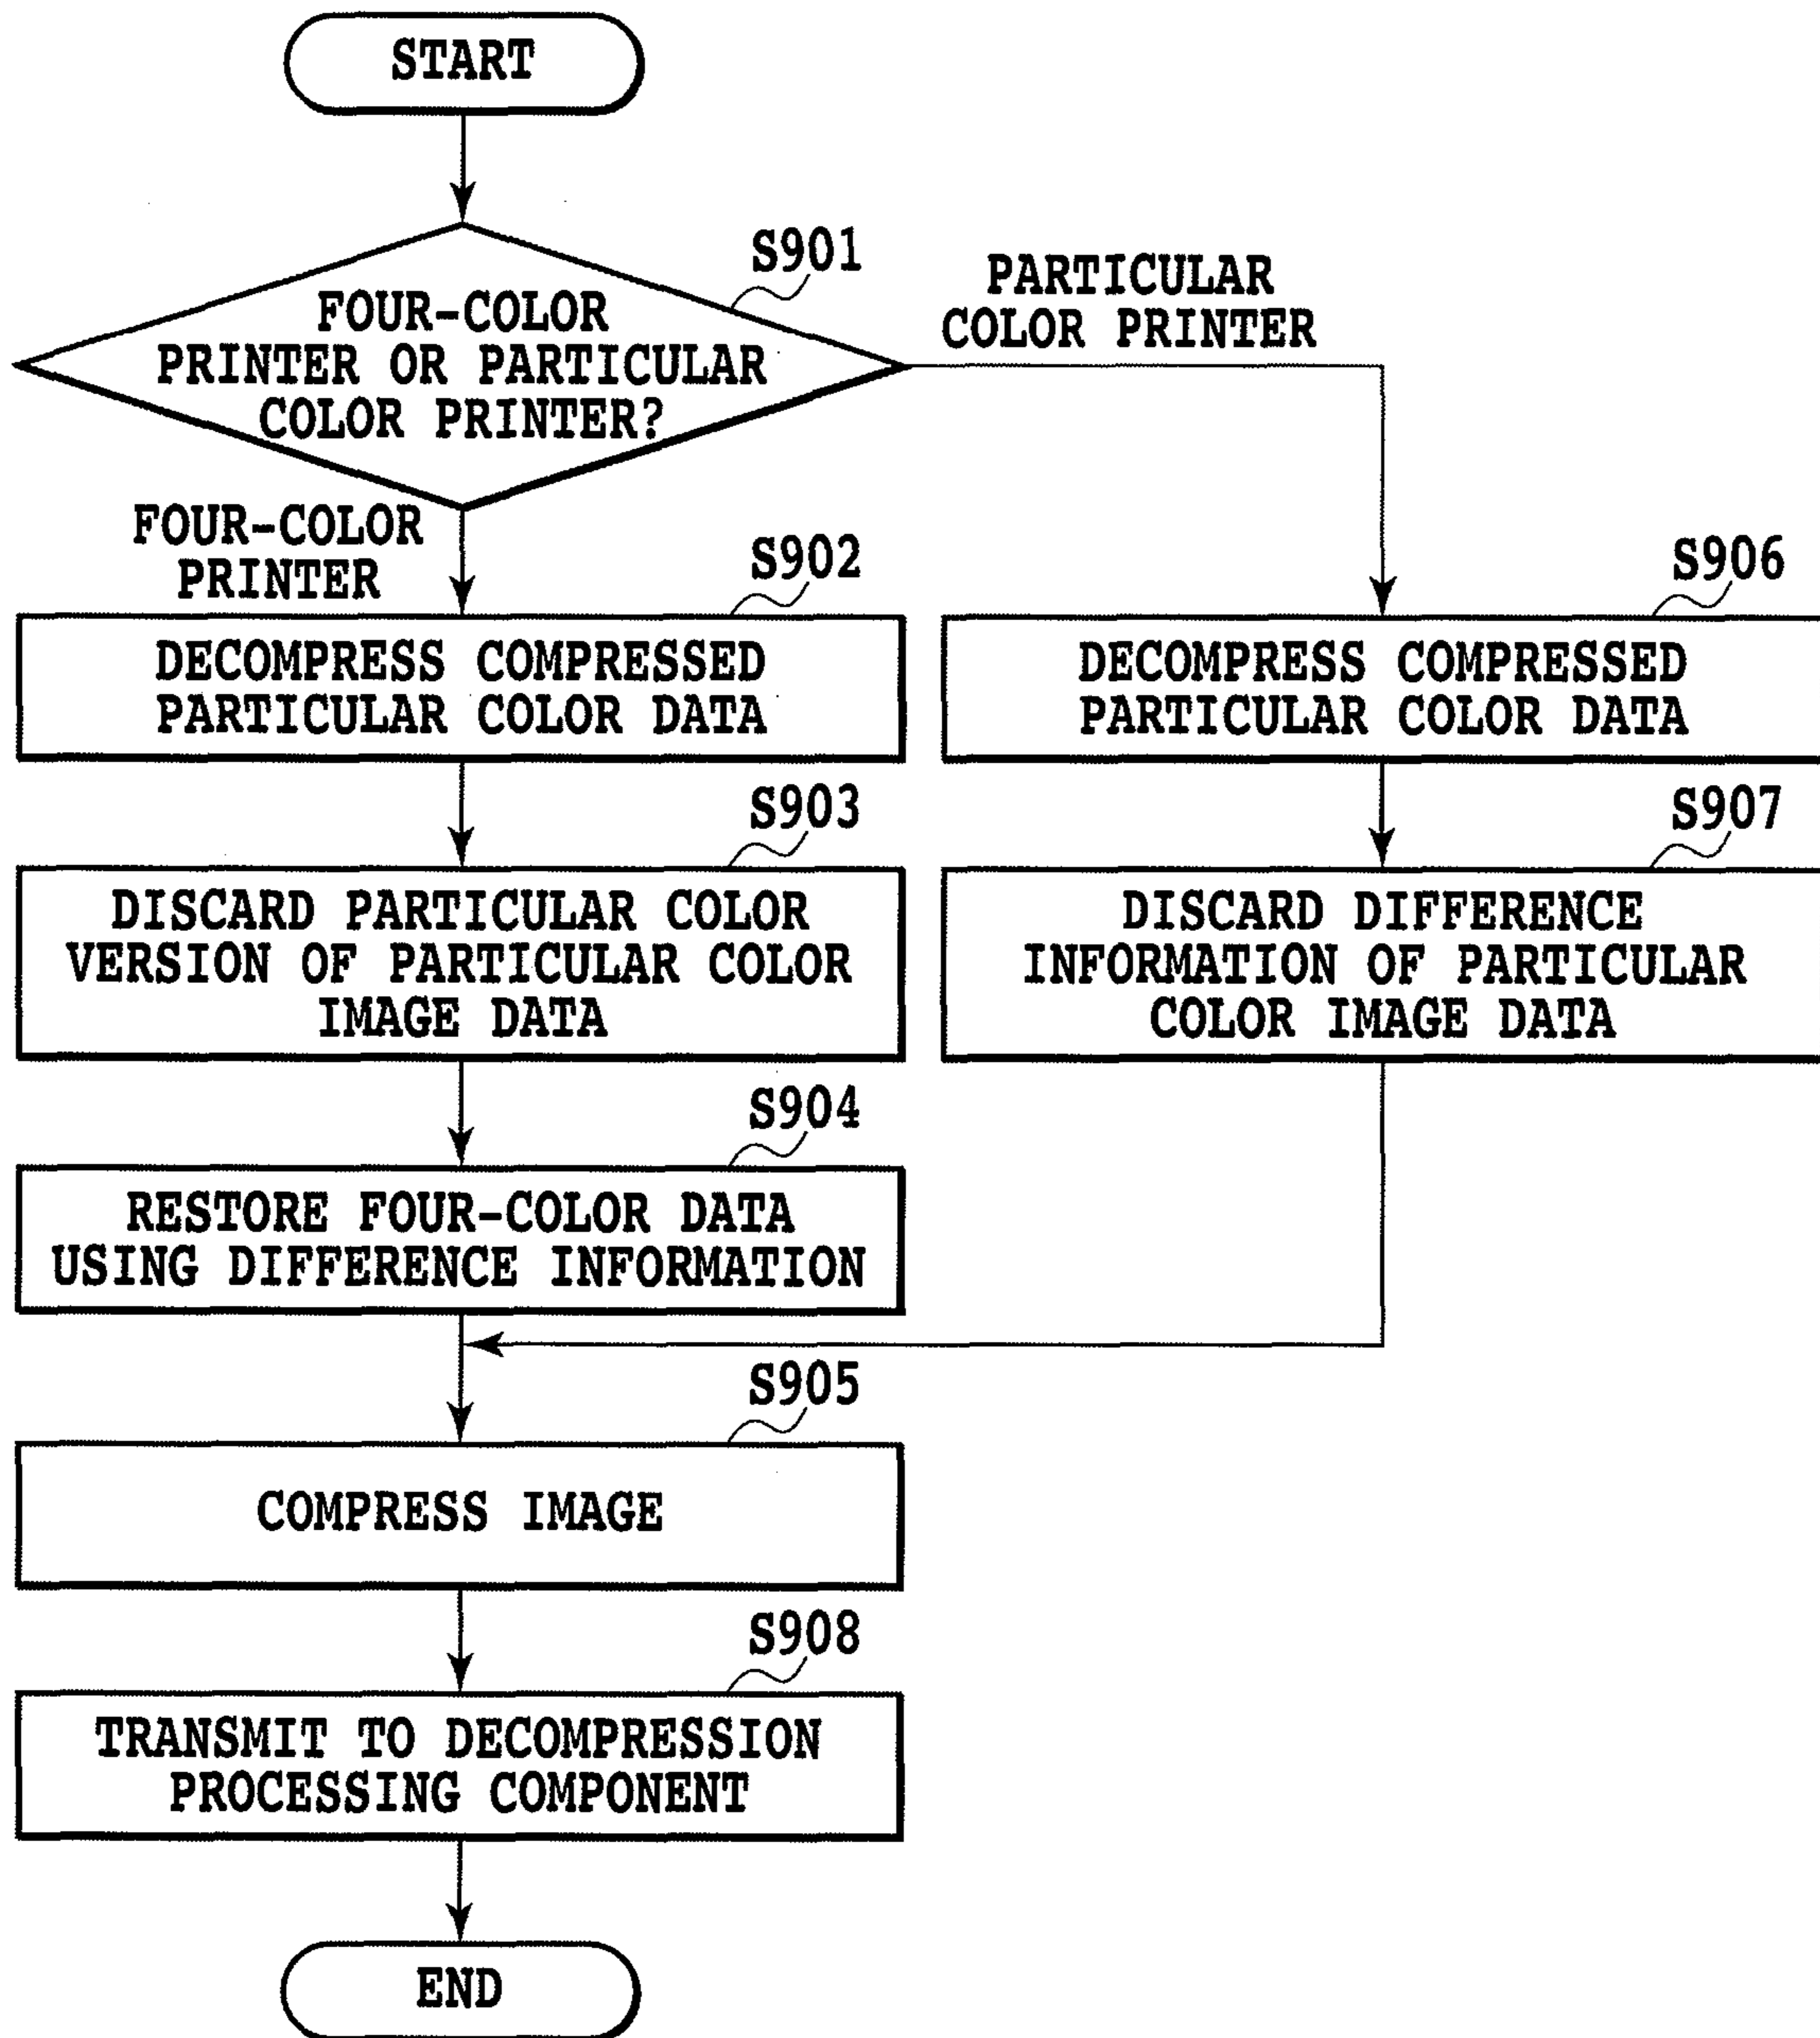 START
S901
FOUR-COLOR
PRINTER OR PARTICULAR
COLOR PRINTER?
PARTICULAR
COLOR PRINTER
FOUR-COLOR
PRINTER
S902
DECOMPRESS COMPRESSED
PARTICULAR COLOR DATA
S906
DECOMPRESS COMPRESSED
PARTICULAR COLOR DATA
S903
DISCARD PARTICULAR COLOR
VERSION OF PARTICULAR COLOR
IMAGE DATA
S907
DISCARD DIFFERENCE
INFORMATION OF PARTICULAR
COLOR IMAGE DATA
S904
RESTORE FOUR-COLOR DATA
USING DIFFERENCE INFORMATION
S905
COMPRESS IMAGE
S908
TRANSMIT TO DECOMPRESSION
PROCESSING COMPONENT
END